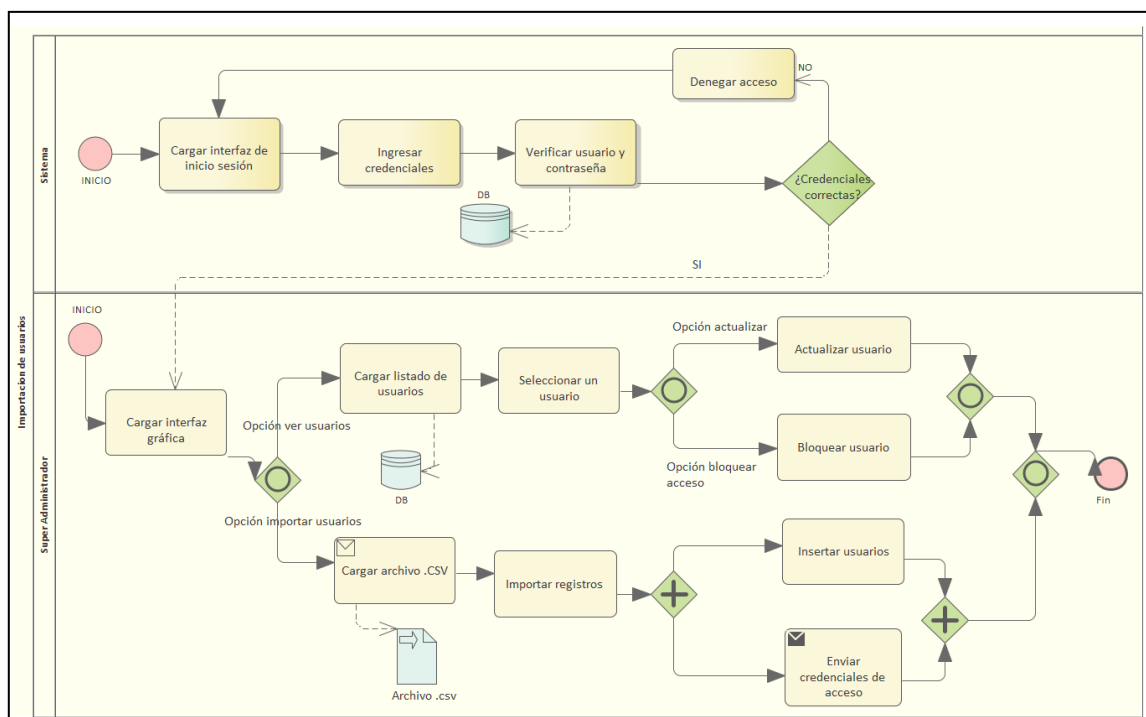 Importacion de usuarios
Sistema
INICIO
Cargar interfaz de
inicio sesión
Ingresar
credenciales
Verificar usuario y
contraseña
DB
Denegar acceso
NO
¿Credenciales
correctas?
SI
Super Administrador
INICIO
Cargar interfaz
gráfica
Opción ver usuarios
Cargar listado de
usuarios
DB
Seleccionar un
usuario
Opción actualizar
Actualizar usuario
Opción bloquear
acceso
Bloquear usuario
Opción importar usuarios
Cargar archivo .CSV
Archivo .csv
Importar registros
Insertar usuarios
Enviar
credenciales de
acceso
Fin